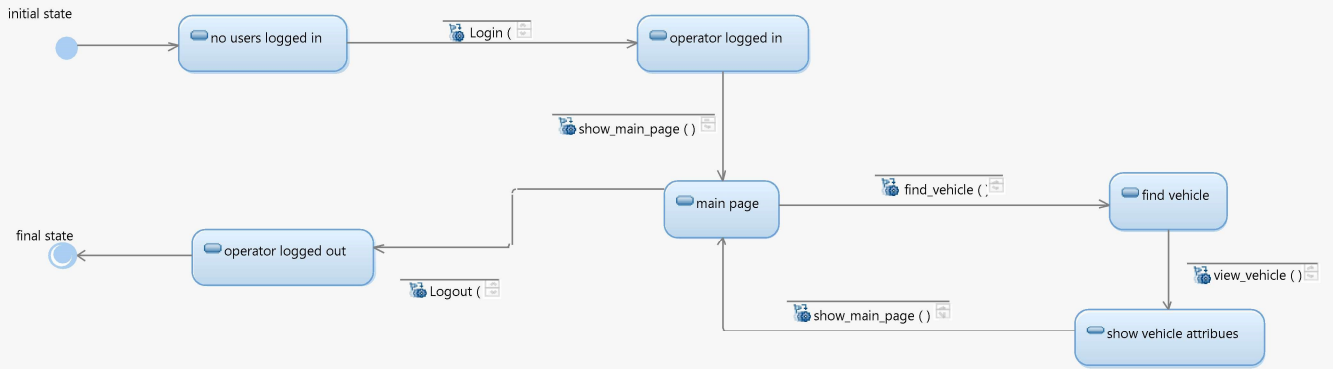 initial state
no users logged in
Login (
operator logged in
show_main_page ( )
main page
find_vehicle (
find vehicle
final state
operator logged out
Logout (
view_vehicle ( )
show_main_page ( )
show vehicle attribues